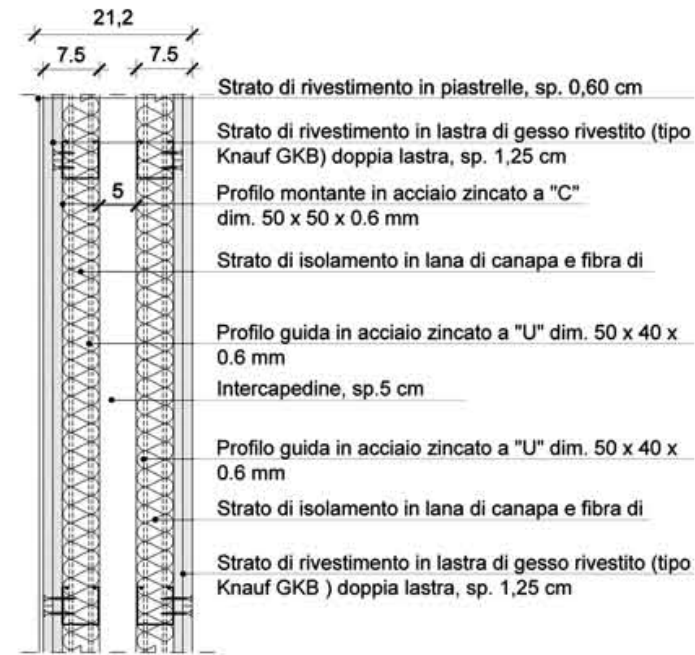 21,2
7.5 7.5
Strato di rivestimento in piastrelle, sp. 0,60 cm
Strato di rivestimento in lastra di gesso rivestito (tipo
Knauf GKB) doppia lastra, sp. 1,25 cm
5
Profilo montante in acciaio zincato a "C"
dim. 50 x 50 x 0.6 mm
Strato di isolamento in lana di canapa e fibra di
Profilo guida in acciaio zincato a "U" dim. 50 x 40 x
0.6 mm
Intercapedine, sp.5 cm
Profilo guida in acciaio zincato a "U" dim. 50 x 40 x
0.6 mm
Strato di isolamento in lana di canapa e fibra di
Strato di rivestimento in lastra di gesso rivestito (tipo
Knauf GKB ) doppia lastra, sp. 1,25 cm